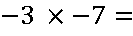 −3 × −7 =